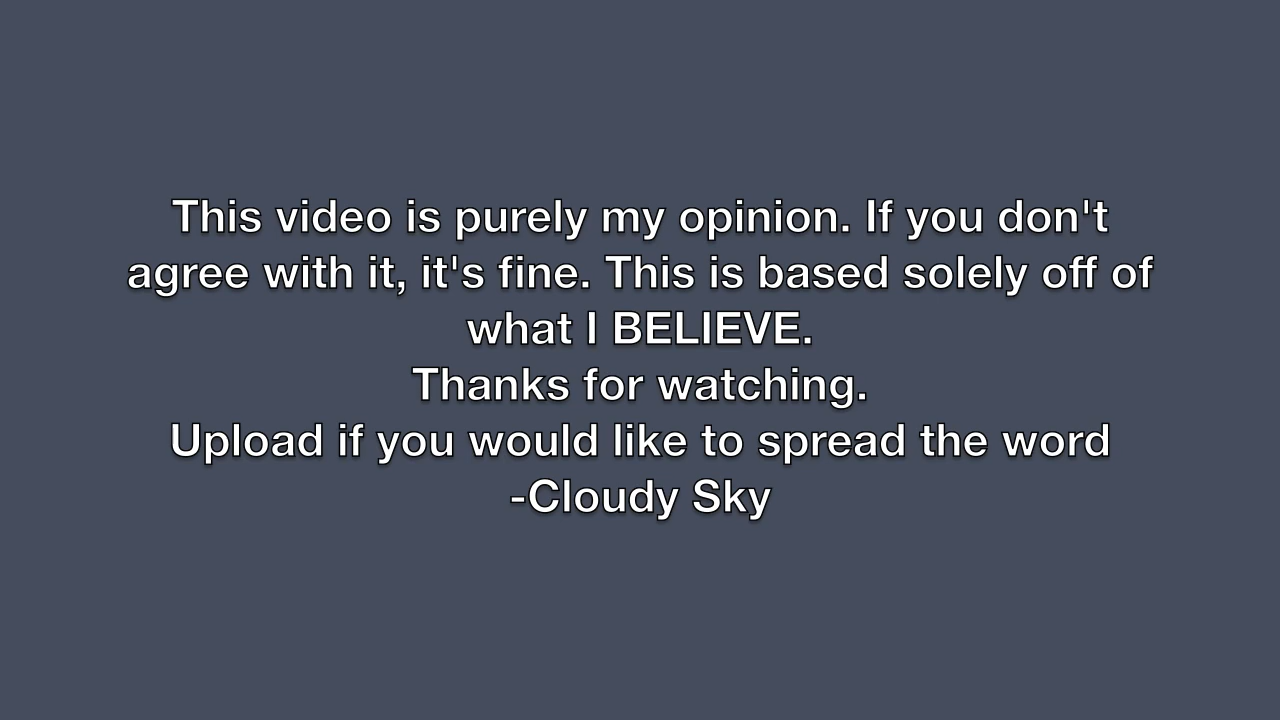 This video is purely my opinion. If you don't
agree with it, it's fine. This is based solely off of
what I BELIEVE.
Thanks for watching.
Upload if you would like to spread the word
-Cloudy Sky